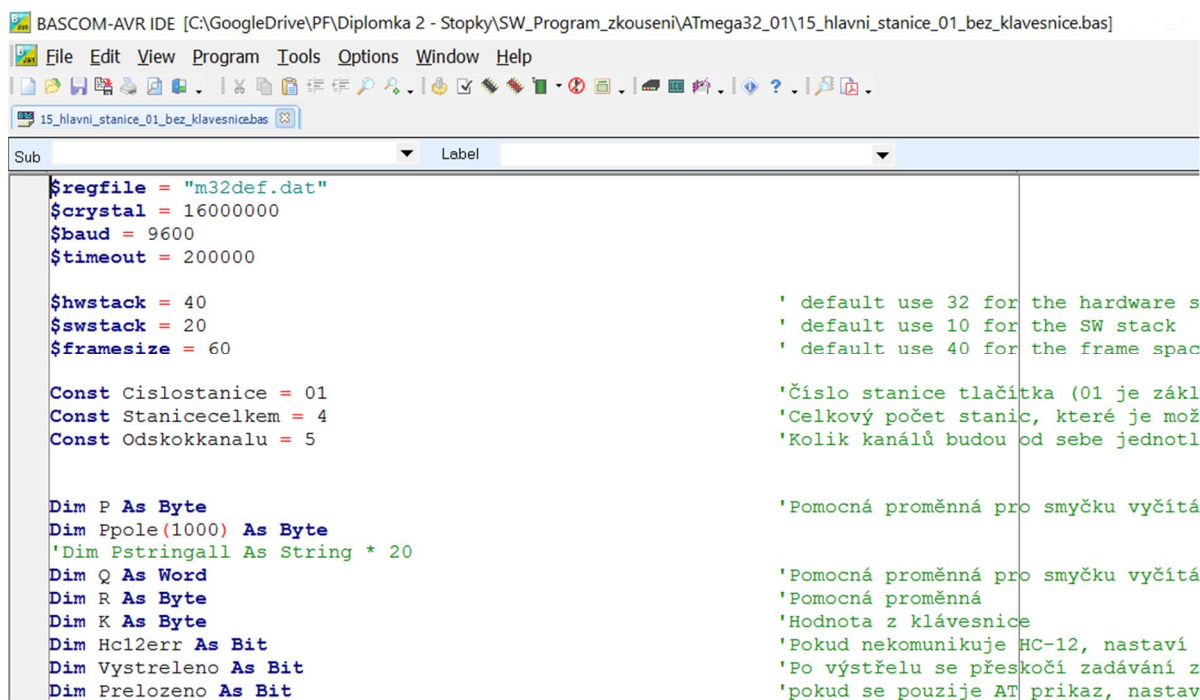 BASCOM-AVR IDE [C:\GoogleDrive\PF\Diplomka 2 - Stopky\SW_Program_zkouseni\ATmega32_01\15_hlavni_stanice_01_bez_klavesnice.bas]
File Edit View Program Tools Options Window Help
15_hlavni_stanice_01_bez_klavesnice.bas
Sub Label
$regfile = "m32def.dat"
$crystal = 16000000
$baud = 9600
$timeout = 200000
$hwstack = 40 ' default use 32 for the hardware s
$swstack = 20 ' default use 10 for the SW stack
$framesize = 60 ' default use 40 for the frame spac
Const Cislostanice = 01 'Číslo stanice tlačítka (01 je zákl
Const Stanicecelkem = 4 'Celkový počet stanic, které je mož
Const Odskokkanalu = 5 'Kolik kanálů budou od sebe jednotl
Dim P As Byte 'Pomocná proměnná pro smyčku vyčítá
Dim Ppole(1000) As Byte
'Dim Pstringall As String * 20
Dim Q As Word 'Pomocná proměnná pro smyčku vyčítá
Dim R As Byte 'Pomocná proměnná
Dim K As Byte 'Hodnota z klávesnice
Dim Hc12err As Bit 'Pokud nekomunikuje HC-12, nastaví
Dim Vystreleno As Bit 'Po výstřelu se přeskočí zadávání z
Dim Prelozeno As Bit 'pokud se pouzije AT prikaz, nastav